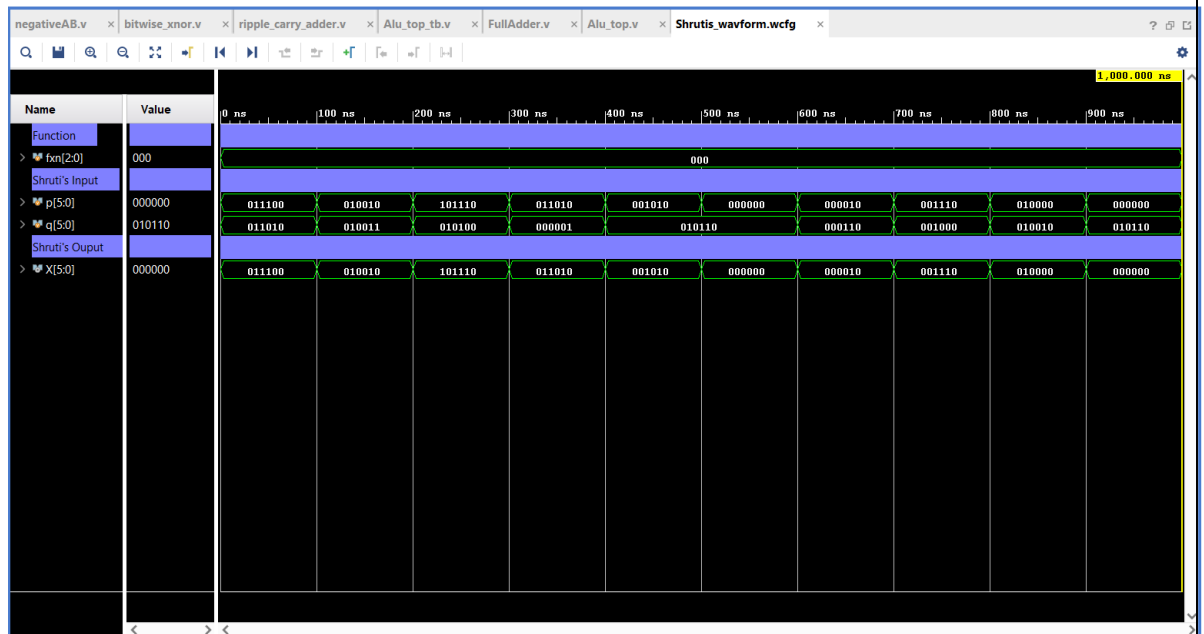 negativeAB.v × bitwise_xnor.v × ripple_carry_adder.v × Alu_top_tb.v × FullAdder.v × Alu_top.v × Shrutis_wavform.wcfg × ?
1,000.000 ns
Name Value 0 ns 100 ns 200 ns 300 ns 400 ns 500 ns 600 ns 700 ns 800 ns 900 ns
Function
fxn[2:0] 000 000
Shruti's Input
p[5:0] 000000 011100 010010 101110 011010 001010 000000 000010 001110 010000 000000
q[5:0] 010110 011010 010011 010100 000001 010110 000110 001000 010010 010110
Shruti's Ouput
X[5:0] 000000 011100 010010 101110 011010 001010 000000 000010 001110 010000 000000